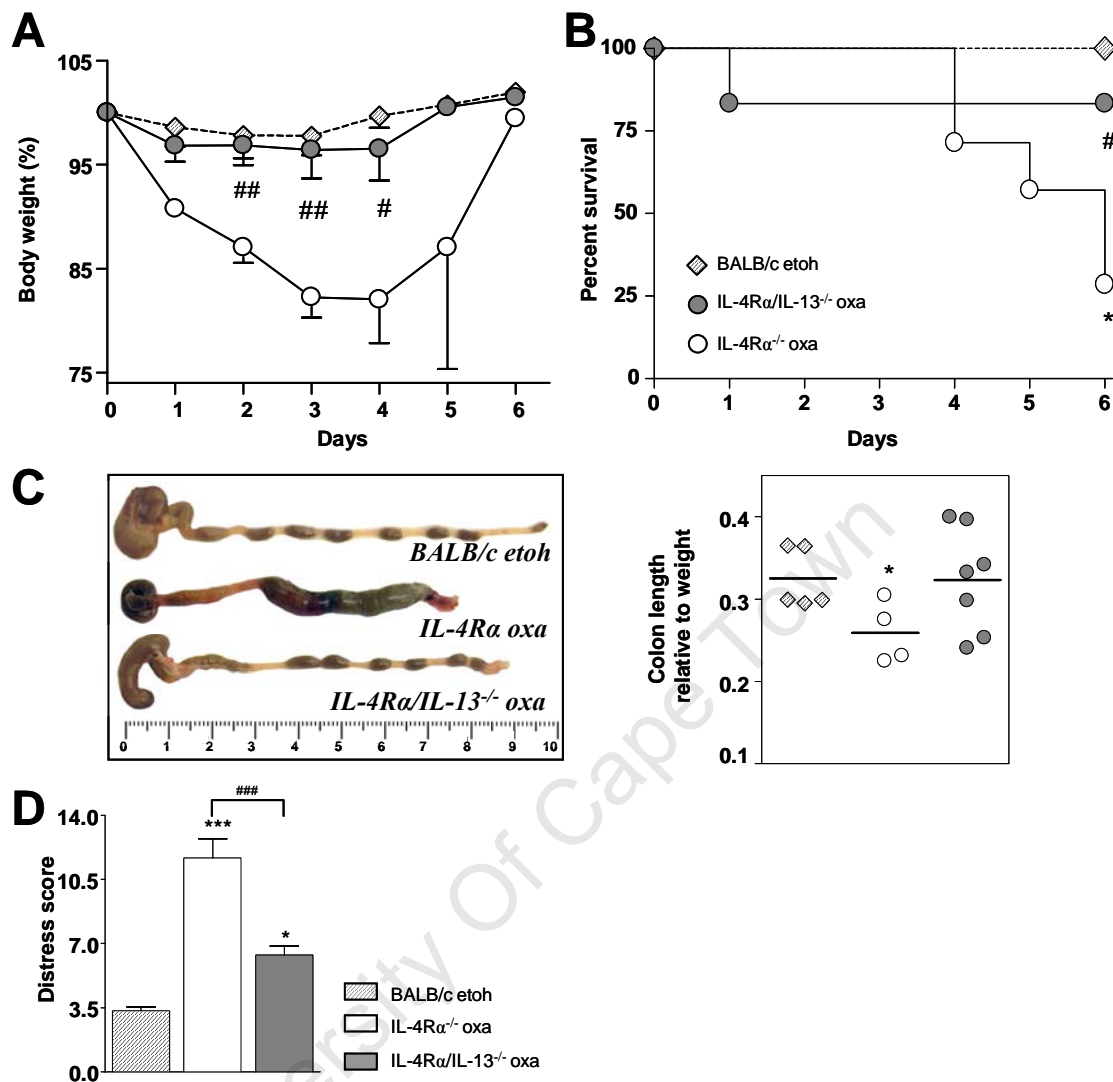 A
105
95
85
75
Body weight (%)
##
##
#
0 1 2 3 4 5 6
Days
B
100
75
50
25
0
Percent survival
BALB/c etoh
IL-4Rα/IL-13-/- oxa
IL-4Rα-/- oxa
#
*
0 1 2 3 4 5 6
Days
C
BALB/c etoh
IL-4Rα oxa
IL-4Rα/IL-13-/- oxa
0 1 2 3 4 5 6 7 8 9 10
Colon length
relative to weight
0.4
0.3
0.2
0.1
*
D
14.0
10.5
7.0
3.5
0.0
Distress score
###
***
*
BALB/c etoh
IL-4Rα-/- oxa
IL-4Rα/IL-13-/- oxa
ersity Of Cape Town